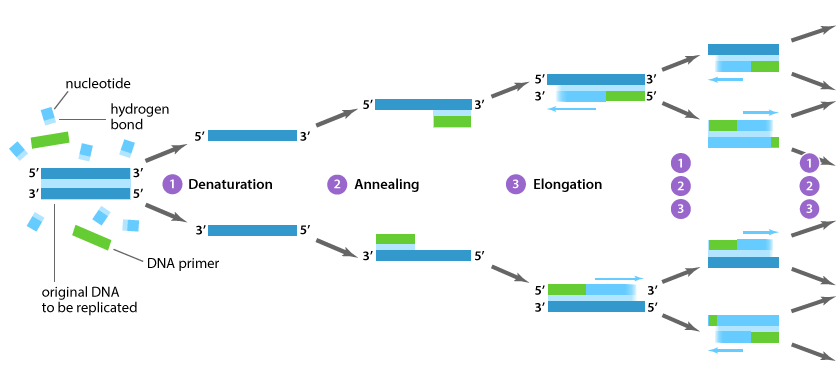 nucleotide
hydrogen
bond
5′ 3′
3′ 5′
DNA primer
original DNA
to be replicated
5′ 3′
1 Denaturation
3′ 5′
5′ 3′
2 Annealing
3′ 5′
5′ 3′
3′ 5′
3 Elongation
5′ 3′
3′ 5′
1
2
3
1
2
3